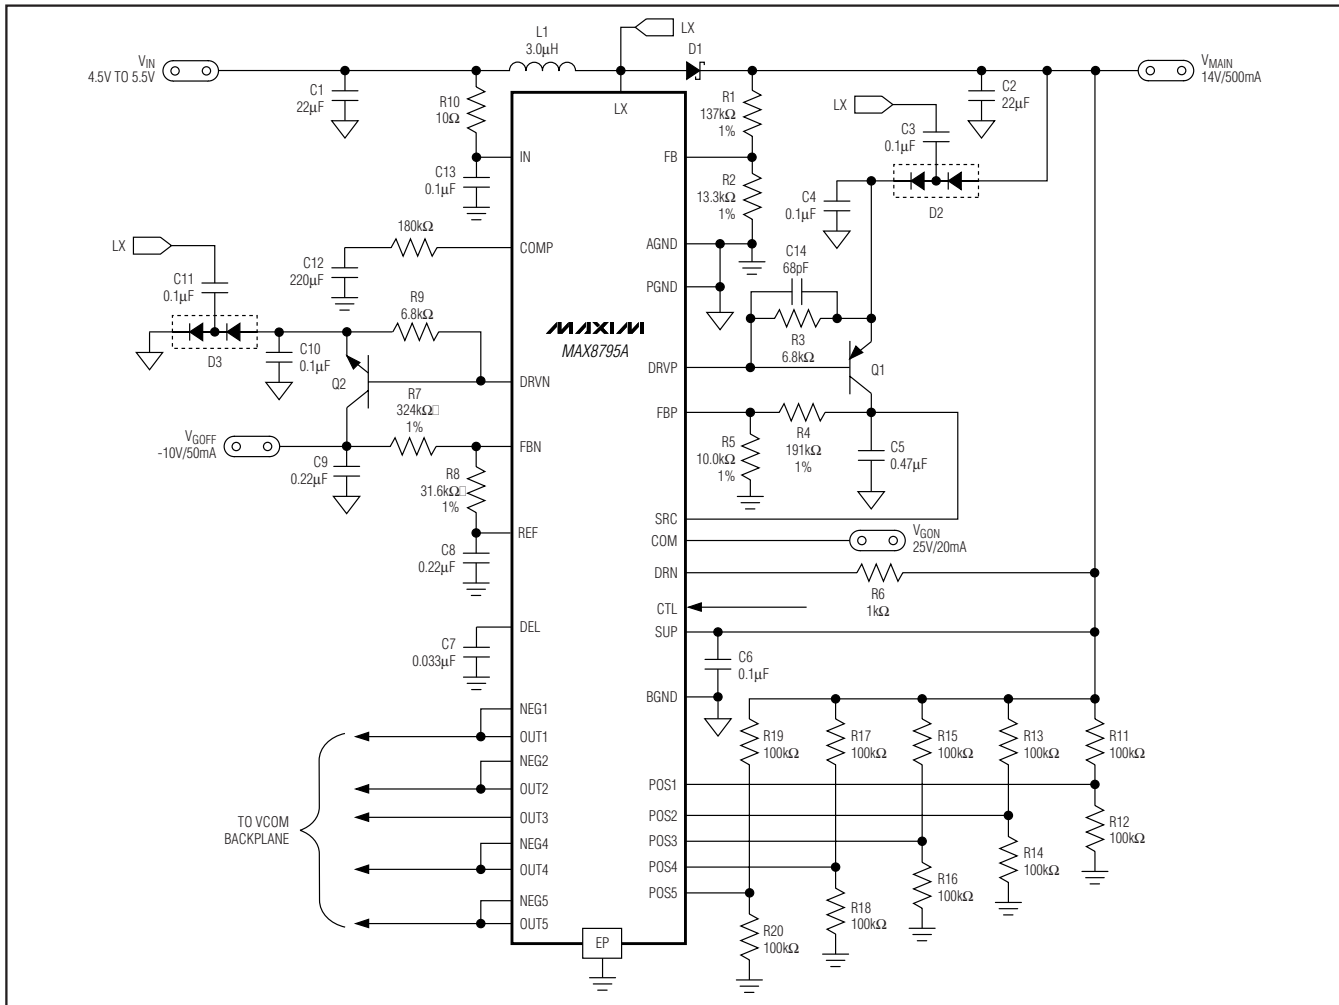 VIN
4.5V TO 5.5V
C1
22µF
R10
10Ω
L1
3.0µH
LX
D1
LX
R1
137kΩ
1%
C2
22µF
VMAIN
14V/500mA
LX
C3
0.1µF
D2
C4
0.1µF
IN
FB
R2
13.3kΩ
1%
C13
0.1µF
180kΩ
COMP
C12
220µF
AGND
PGND
C14
68pF
R3
6.8kΩ
Q1
LX
C11
0.1µF
D3
C10
0.1µF
R9
6.8kΩ
Q2
MAXIM
MAX8795A
DRVN
DRVP
R7
324kΩ□
1%
FBP
R5
10.0kΩ
1%
R4
191kΩ
1%
C5
0.47µF
VGOFF
-10V/50mA
C9
0.22µF
FBN
R8
31.6kΩ□
1%
REF
C8
0.22µF
SRC
COM
VGON
25V/20mA
DRN
R6
1kΩ
CTL
SUP
C6
0.1µF
BGND
DEL
C7
0.033µF
NEG1
OUT1
NEG2
OUT2
OUT3
NEG4
OUT4
NEG5
OUT5
TO VCOM
BACKPLANE
R19
100kΩ
R17
100kΩ
R15
100kΩ
R13
100kΩ
R11
100kΩ
POS1
POS2
POS3
POS4
POS5
R12
100kΩ
R14
100kΩ
R16
100kΩ
R18
100kΩ
R20
100kΩ
EP